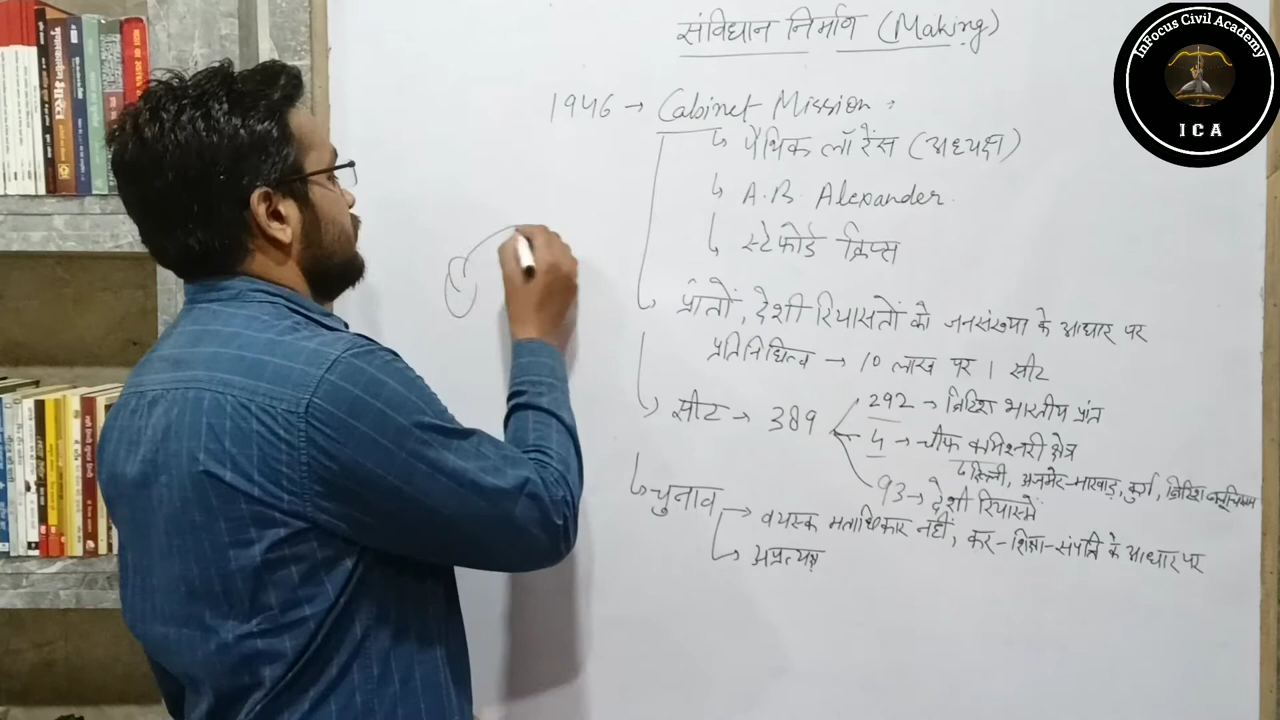 संविधान निर्माण (Making)
1946 → Cabinet Mission :
↳ पैथिक लॉरेंस (अध्यक्ष)
↳ A.B. Alexander.
↳ स्टेफोर्ड क्रिप्स
↳ प्रांतों, देशी रियासतों को जनसंख्या के आधार पर
प्रतिनिधित्व → 10 लाख पर 1 सीट
↳ सीट → 389
292 → ब्रिटिश भारतीय प्रांत
4 → चीफ कमिश्नरी क्षेत्र
↳ दिल्ली, अजमेर-मारवाड़, कुर्ग, ब्रिटिश बलूचिस्तान
93 → देशी रियासतें
↳ चुनाव
→ वयस्क मताधिकार नहीं, कर-शिक्षा-संपत्ति के आधार पर
↳ अप्रत्यक्ष
InFocus Civil Academy
I C A
मुगलकालीन भारत